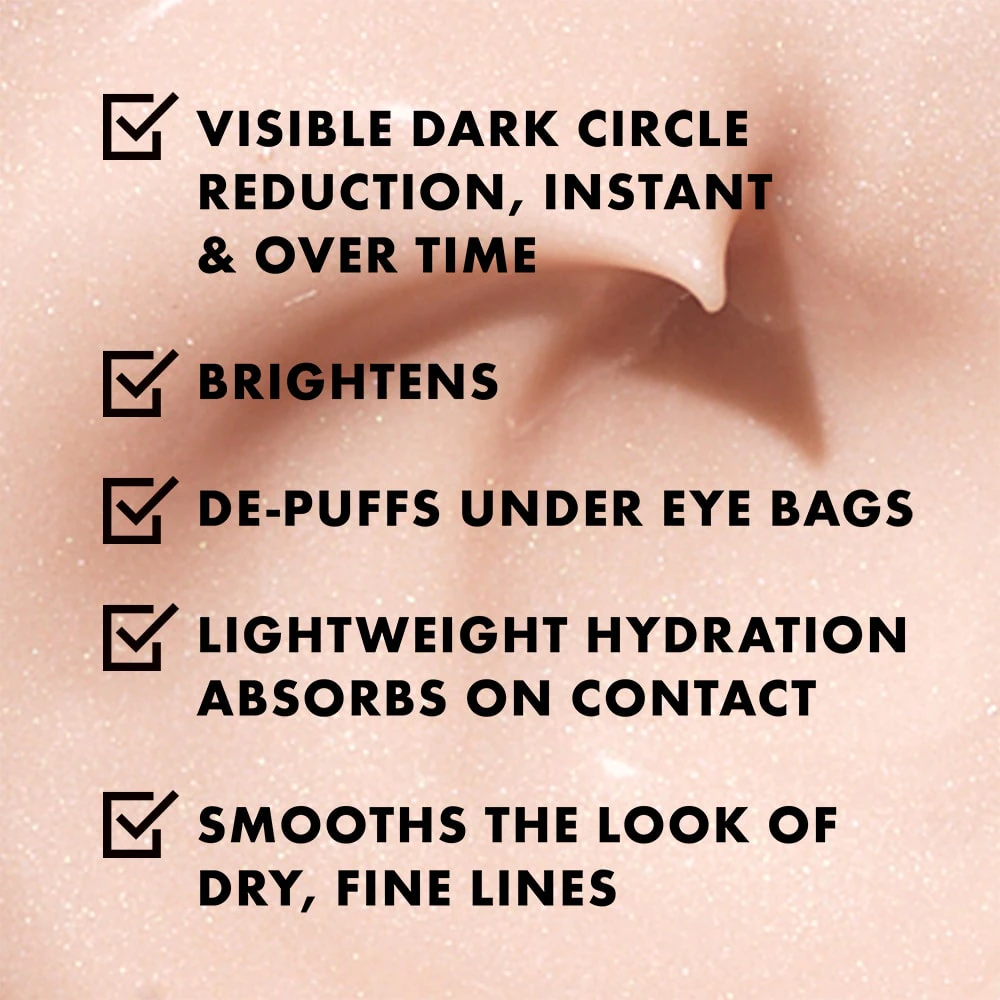 VISIBLE DARK CIRCLE
REDUCTION, INSTANT
& OVER TIME
BRIGHTENS
DE-PUFFS UNDER EYE BAGS
LIGHTWEIGHT HYDRATION
ABSORBS ON CONTACT
SMOOTHS THE LOOK OF
DRY, FINE LINES